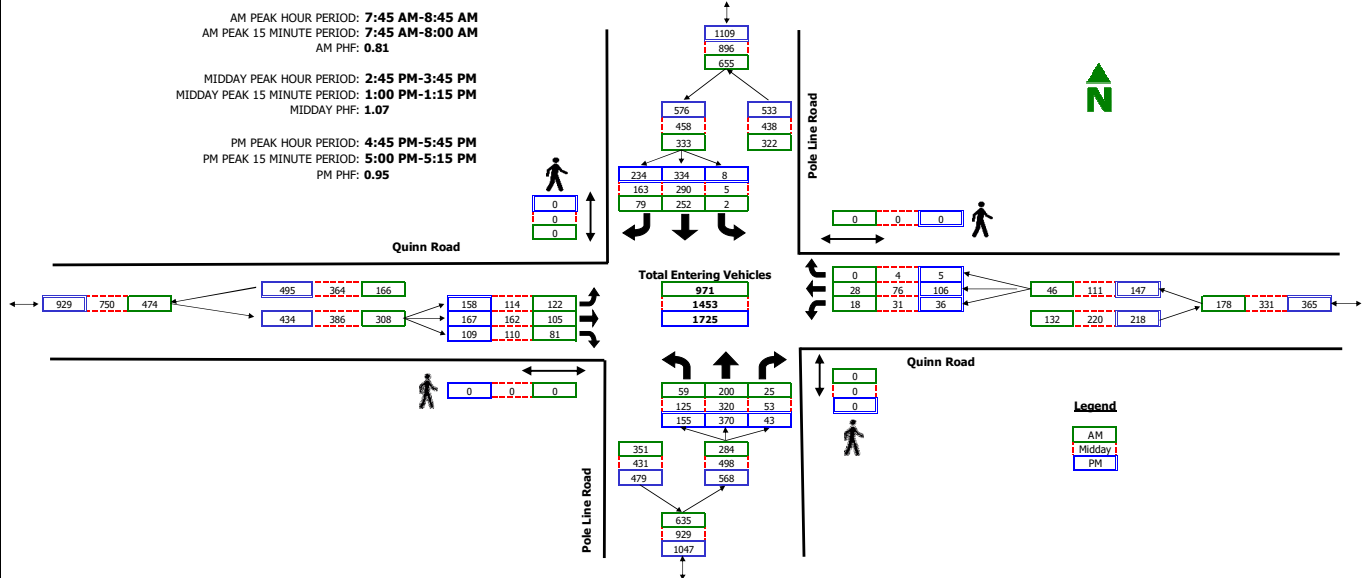 AM PEAK HOUR PERIOD: 7:45 AM-8:45 AM
AM PEAK 15 MINUTE PERIOD: 7:45 AM-8:00 AM
AM PHF: 0.81
MIDDAY PEAK HOUR PERIOD: 2:45 PM-3:45 PM
MIDDAY PEAK 15 MINUTE PERIOD: 1:00 PM-1:15 PM
MIDDAY PHF: 1.07
PM PEAK HOUR PERIOD: 4:45 PM-5:45 PM
PM PEAK 15 MINUTE PERIOD: 5:00 PM-5:15 PM
PM PHF: 0.95
1109
896
655
576
458
333
533
438
322
234 334 8
163 290 5
79 252 2
Pole Line Road
N
0
0
0
0 0 0
Quinn Road
929 750 474
495 364 166
434 386 308
158 114 122
167 162 105
109 110 81
Total Entering Vehicles
971
1453
1725
0 4 5
28 76 106
18 31 36
46 111 147
132 220 218
178 331 365
Quinn Road
0 0 0
59 200 25
125 320 53
155 370 43
0
0
0
351
431
479
284
498
568
635
929
1047
Pole Line Road
Legend
AM
Midday
PM